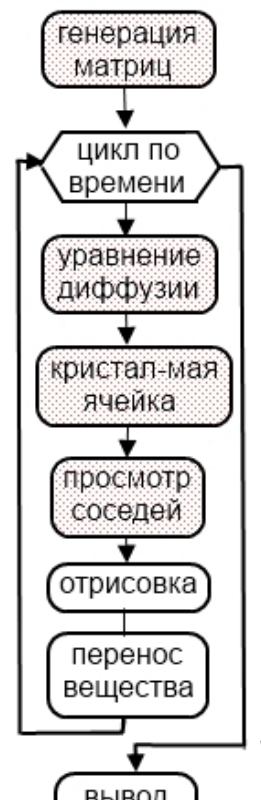 генерация
матриц
цикл по
времени
уравнение
диффузии
кристал-мая
ячейка
просмотр
соседей
отрисовка
перенос
вещества
вывод